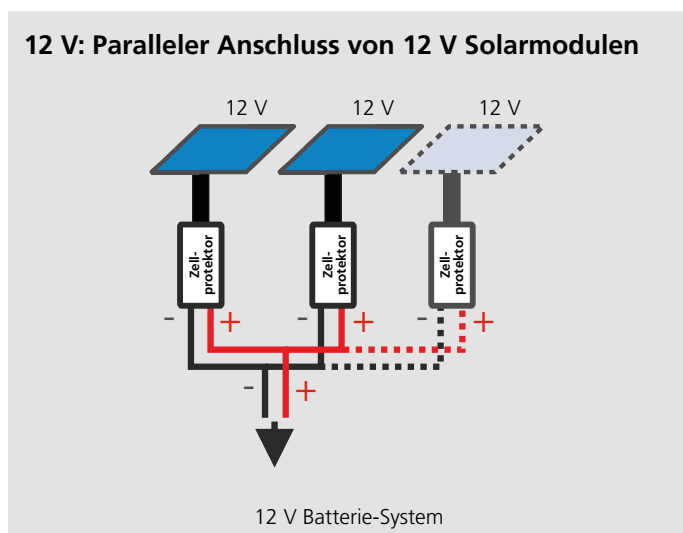 12 V: Paralleler Anschluss von 12 V Solarmodulen
12 V 12 V 12 V
Zell-
protektor
Zell-
protektor
Zell-
protektor
- + - + - +
- +
12 V Batterie-System